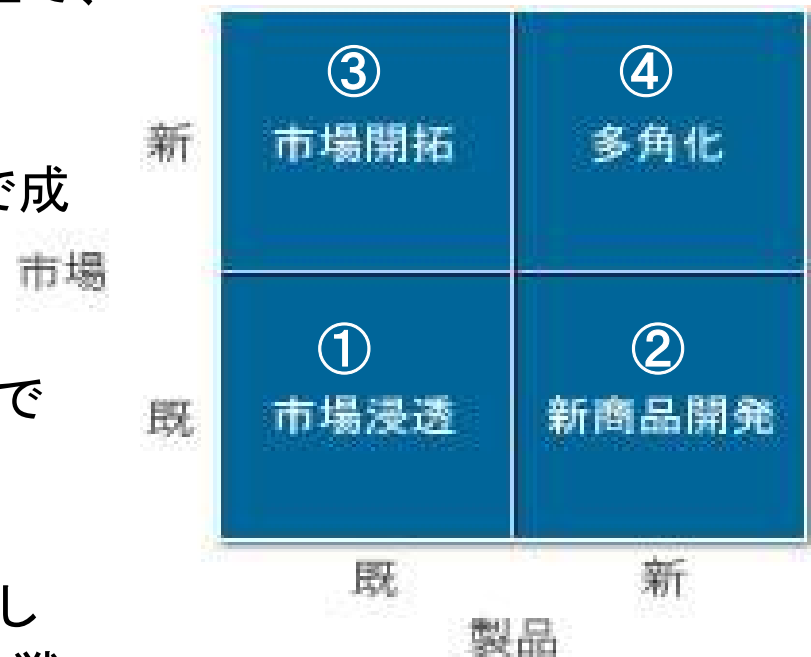 ③ ④
新 市場開拓 多角化
で成
市場
① ②
で
既 市場浸透 新商品開発
既 新
し
製品